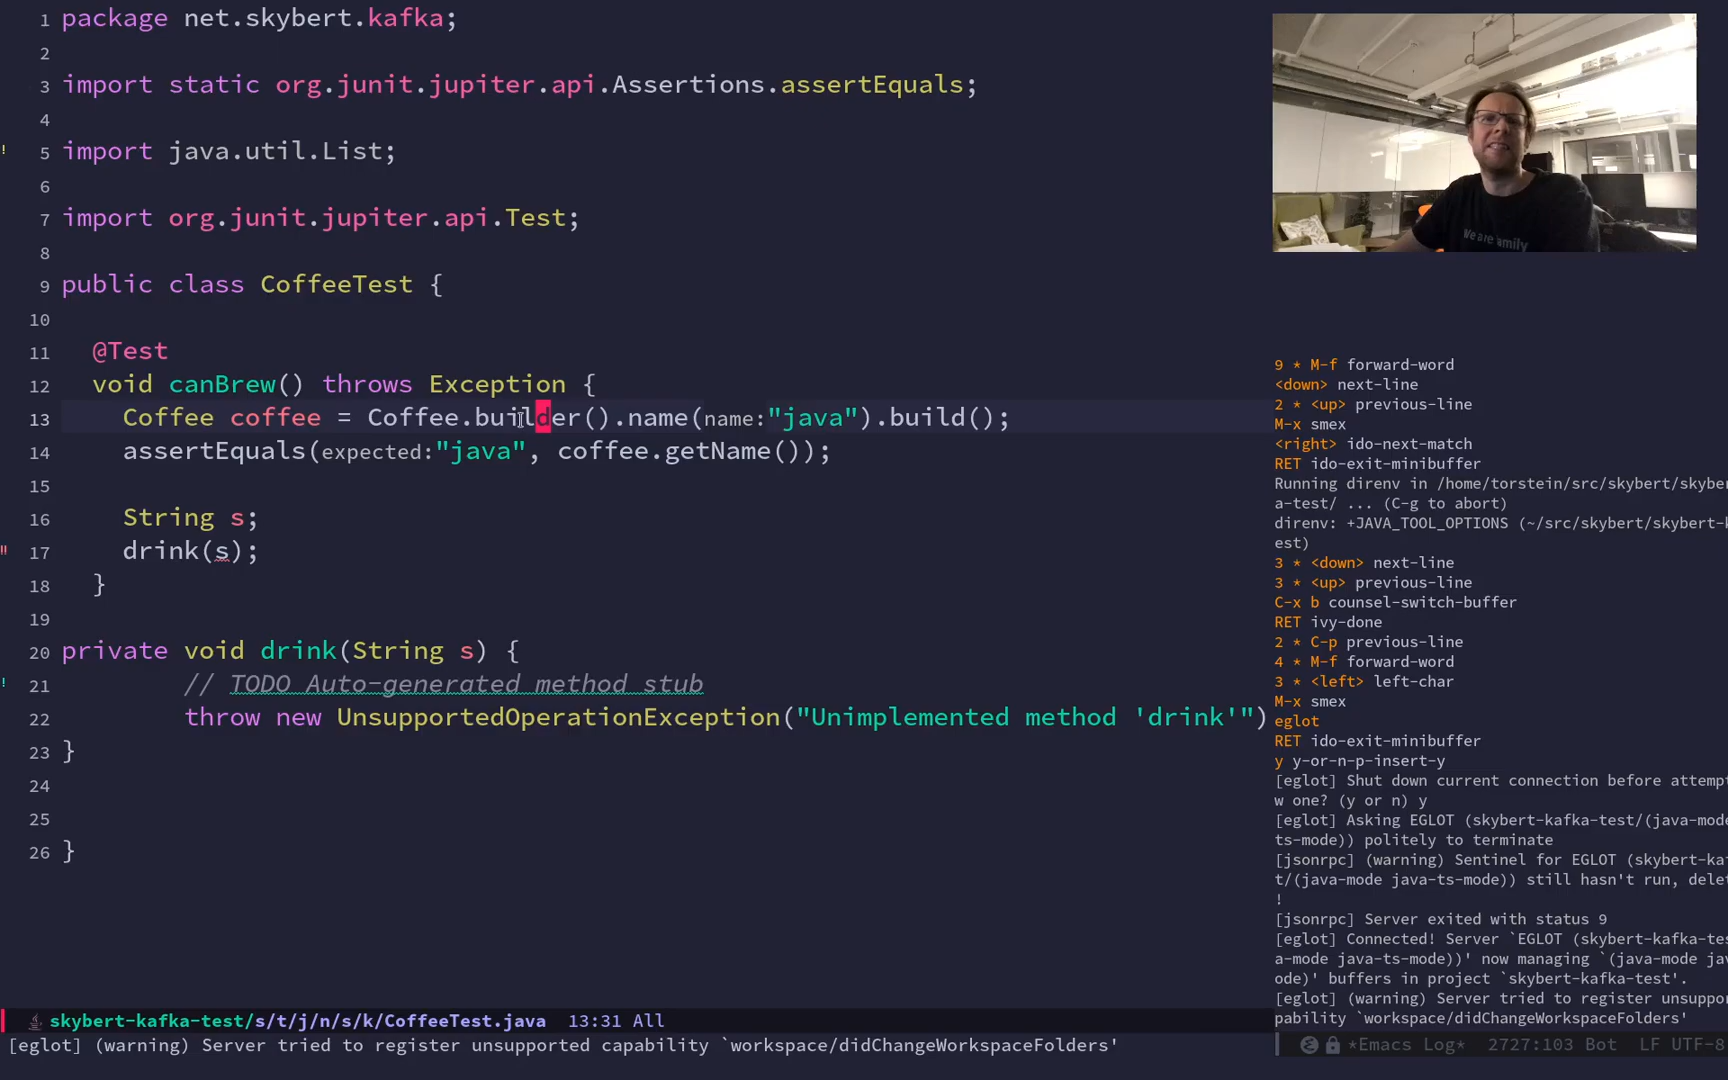 1 package net.skybert.kafka;
2
3 import static org.junit.jupiter.api.Assertions.assertEquals;
4
! 5 import java.util.List;
6
7 import org.junit.jupiter.api.Test;
8
9 public class CoffeeTest {
10
11 @Test
12 void canBrew() throws Exception {
13 Coffee coffee = Coffee.builder().name(name:"java").build();
14 assertEquals(expected:"java", coffee.getName());
15
16 String s;
!! 17 drink(s);
18 }
19
20 private void drink(String s) {
! 21 // TODO Auto-generated method stub
22 throw new UnsupportedOperationException("Unimplemented method 'drink'")
23 }
24
25
26 }
skybert-kafka-test/s/t/j/n/s/k/CoffeeTest.java 13:31 All
[eglot] (warning) Server tried to register unsupported capability `workspace/didChangeWorkspaceFolders'
We are family
9 * M-f forward-word
<down> next-line
2 * <up> previous-line
M-x smex
<right> ido-next-match
RET ido-exit-minibuffer
Running direnv in /home/torstein/src/skybert/skyber
a-test/ ... (C-g to abort)
direnv: +JAVA_TOOL_OPTIONS (~/src/skybert/skybert-k
est)
3 * <down> next-line
3 * <up> previous-line
C-x b counsel-switch-buffer
RET ivy-done
2 * C-p previous-line
4 * M-f forward-word
3 * <left> left-char
M-x smex
eglot
RET ido-exit-minibuffer
y y-or-n-p-insert-y
[eglot] Shut down current connection before attempt
w one? (y or n) y
[eglot] Asking EGLOT (skybert-kafka-test/(java-mode
ts-mode)) politely to terminate
[jsonrpc] (warning) Sentinel for EGLOT (skybert-ka
t/(java-mode java-ts-mode)) still hasn't run, delet
!
[jsonrpc] Server exited with status 9
[eglot] Connected! Server `EGLOT (skybert-kafka-tes
a-mode java-ts-mode))' now managing `(java-mode jav
ode)' buffers in project `skybert-kafka-test'.
[eglot] (warning) Server tried to register unsuppor
pability `workspace/didChangeWorkspaceFolders'
*Emacs Log* 2727:103 Bot LF UTF-8